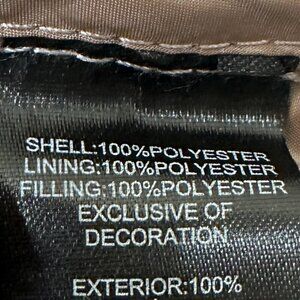 SHELL:100%POLYESTER
LINING:100%POLYESTER
FILLING:100%POLYESTER
EXCLUSIVE OF
DECORATION
EXTERIOR:100%